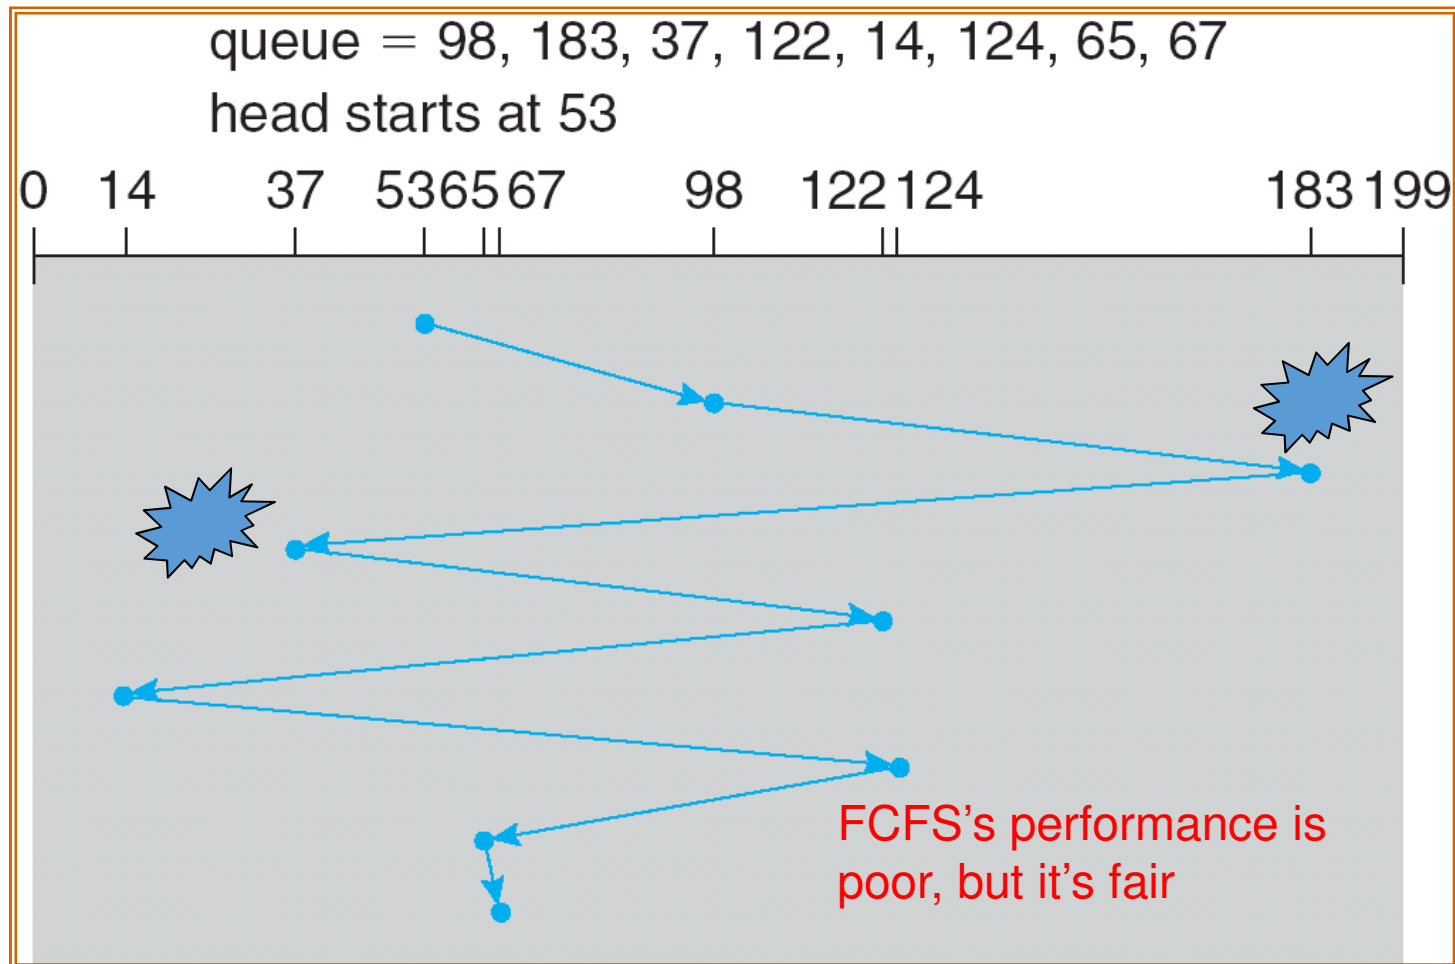 queue = 98, 183, 37, 122, 14, 124, 65, 67
head starts at 53
0 14 37 53 65 67 98 122 124 183 199
FCFS’s performance is
poor, but it’s fair